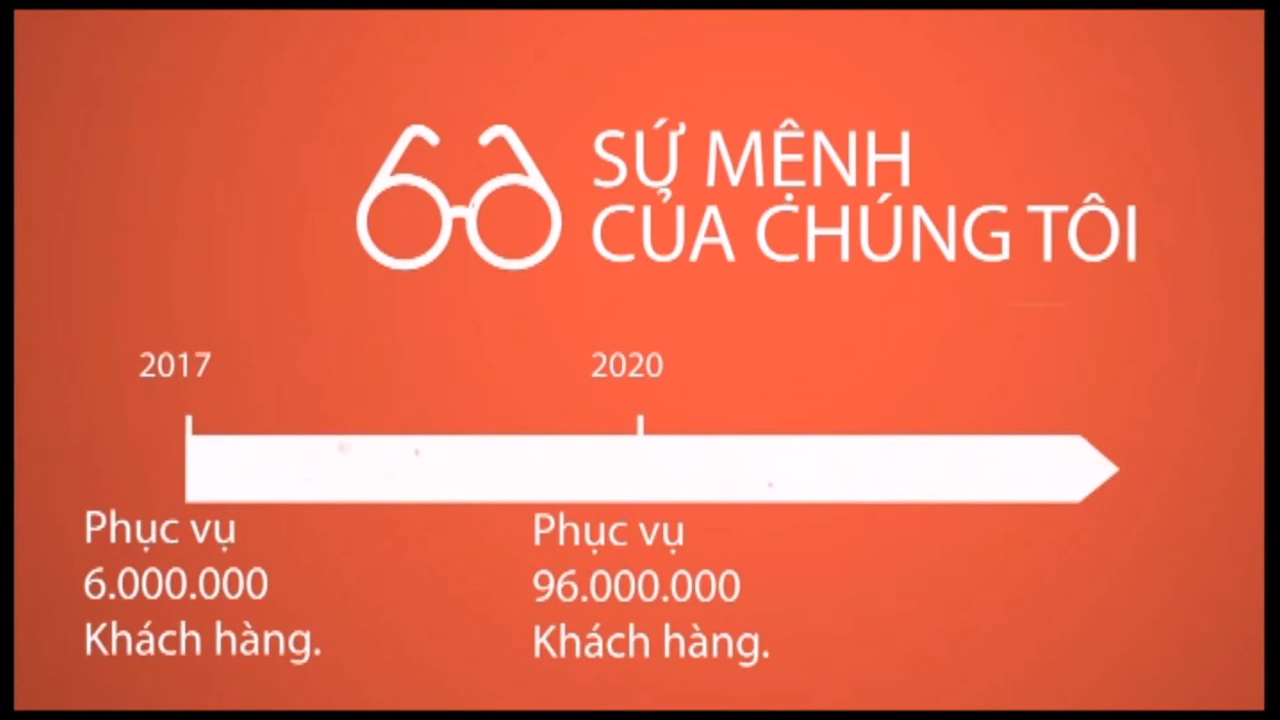 SỨ MỆNH
CỦA CHÚNG TÔI
2017
2020
Phục vụ
6.000.000
Khách hàng.
Phục vụ
96.000.000
Khách hàng.